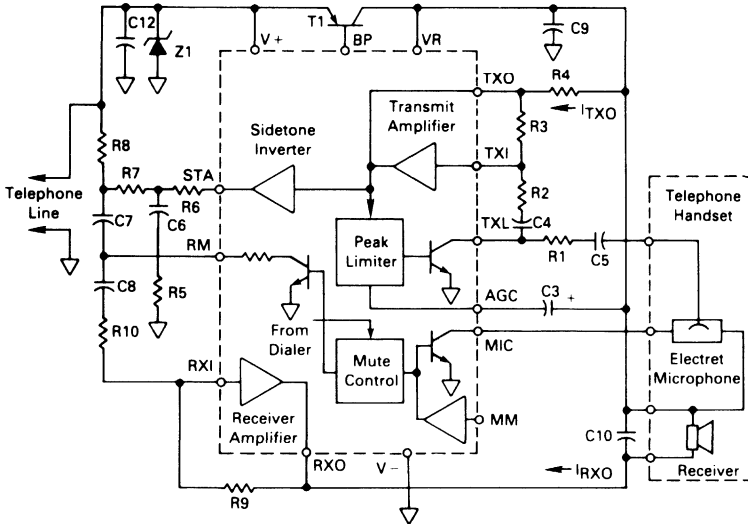 T1
C12
Z1
V+
BP
VR
C9
TXO
R4
ITXO
Transmit
Amplifier
R3
Sidetone
Inverter
TXI
R8
R7
STA
R2
Telephone
Line
R6
TXL
C4
Telephone
Handset
C7
C6
Peak
Limiter
R1
C5
RM
C8
R5
AGC
C3
+
From
Dialer
R10
MIC
Mute
Control
Electret
Microphone
RXI
Receiver
Amplifier
MM
C10
RXO
V-
IRXO
Receiver
R9